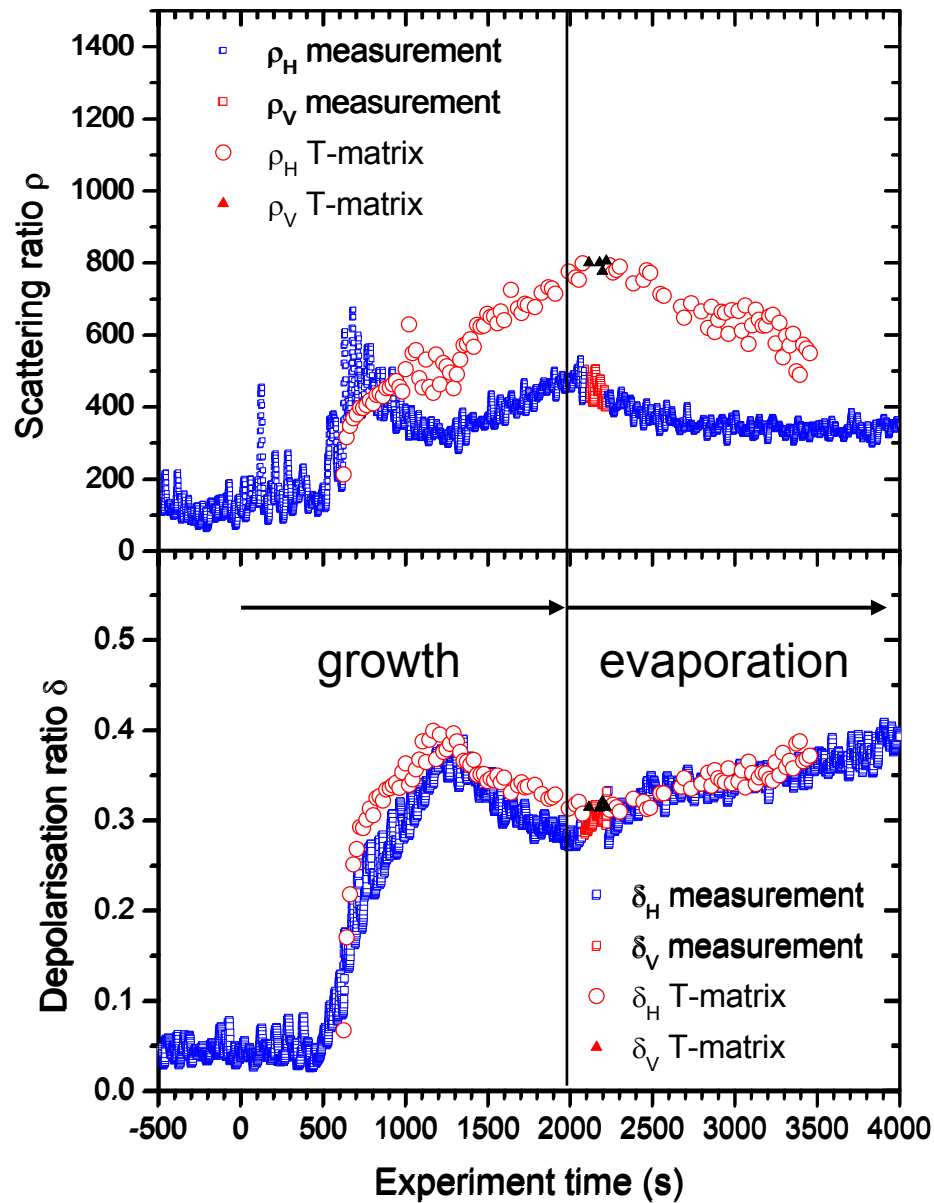 1400
1200
1000
800
600
400
200
0
Scattering ratio ρ
ρH measurement
ρV measurement
ρH T-matrix
ρV T-matrix
0,5
0,4
0,3
0,2
0,1
0,0
Depolarisation ratio δ
growth
evaporation
δH measurement
δV measurement
δH T-matrix
δV T-matrix
-500 0 500 1000 1500 2000 2500 3000 3500 4000
Experiment time (s)